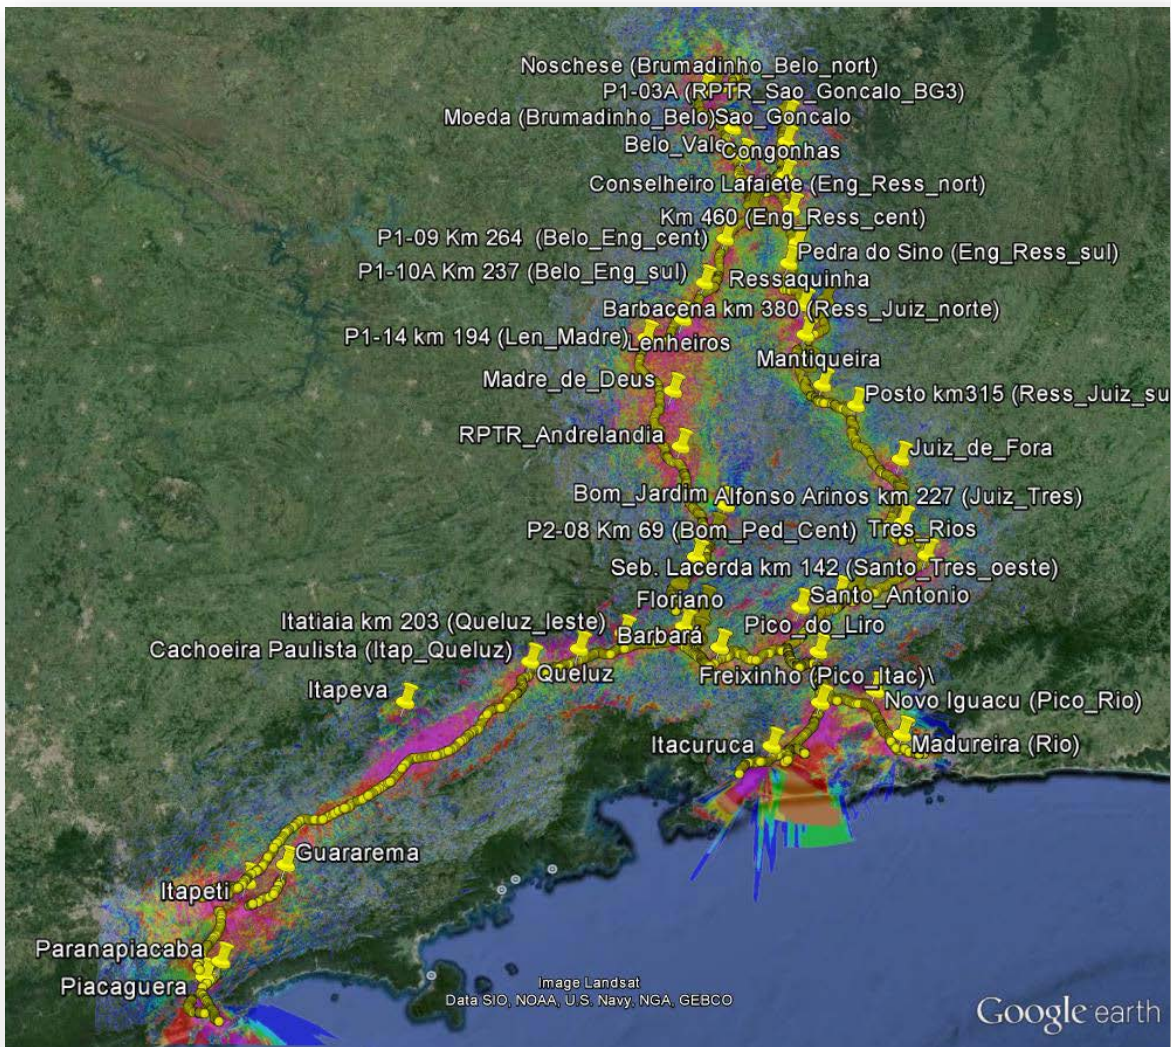 Noschese (Brumadinho_Belo_nort)
P1-03A (RPTR_Sao_Goncalo_BG3)
Moeda (Brumadinho_Belo)
Sao_Goncalo
Belo_Vale
Congonhas
Conselheiro Lafaiete (Eng_Ress_nort)
Km 460 (Eng_Ress_cent)
P1-09 Km 264 (Belo_Eng_cent)
Pedra do Sino (Eng_Ress_sul)
P1-10A Km 237 (Belo_Eng_sul)
Ressaquinha
Barbacena km 380 (Ress_Juiz_norte)
P1-14 km 194 (Len_Madre)
Lenheiros
Mantiqueira
Madre_de_Deus
Posto km315 (Ress_Juiz_su
RPTR_Andrelandia
Juiz_de_Fora
Bom_Jardim
Alfonso Arinos km 227 (Juiz_Tres)
P2-08 Km 69 (Bom_Ped_Cent)
Tres_Rios
Seb. Lacerda km 142 (Santo_Tres_oeste)
Floriano
Santo_Antonio
Itatiaia km 203 (Queluz_leste)
Barbará
Pico_do_Liro
Cachoeira Paulista (Itap_Queluz)
Queluz
Freixinho (Pico_Itac)\
Itapeva
Novo Iguacu (Pico_Rio)
Itacuruca
Madureira (Rio)
Guararema
Itapeti
Paranapiacaba
Piacaguera
Image Landsat
Data SIO, NOAA, U.S. Navy, NGA, GEBCO
Google earth